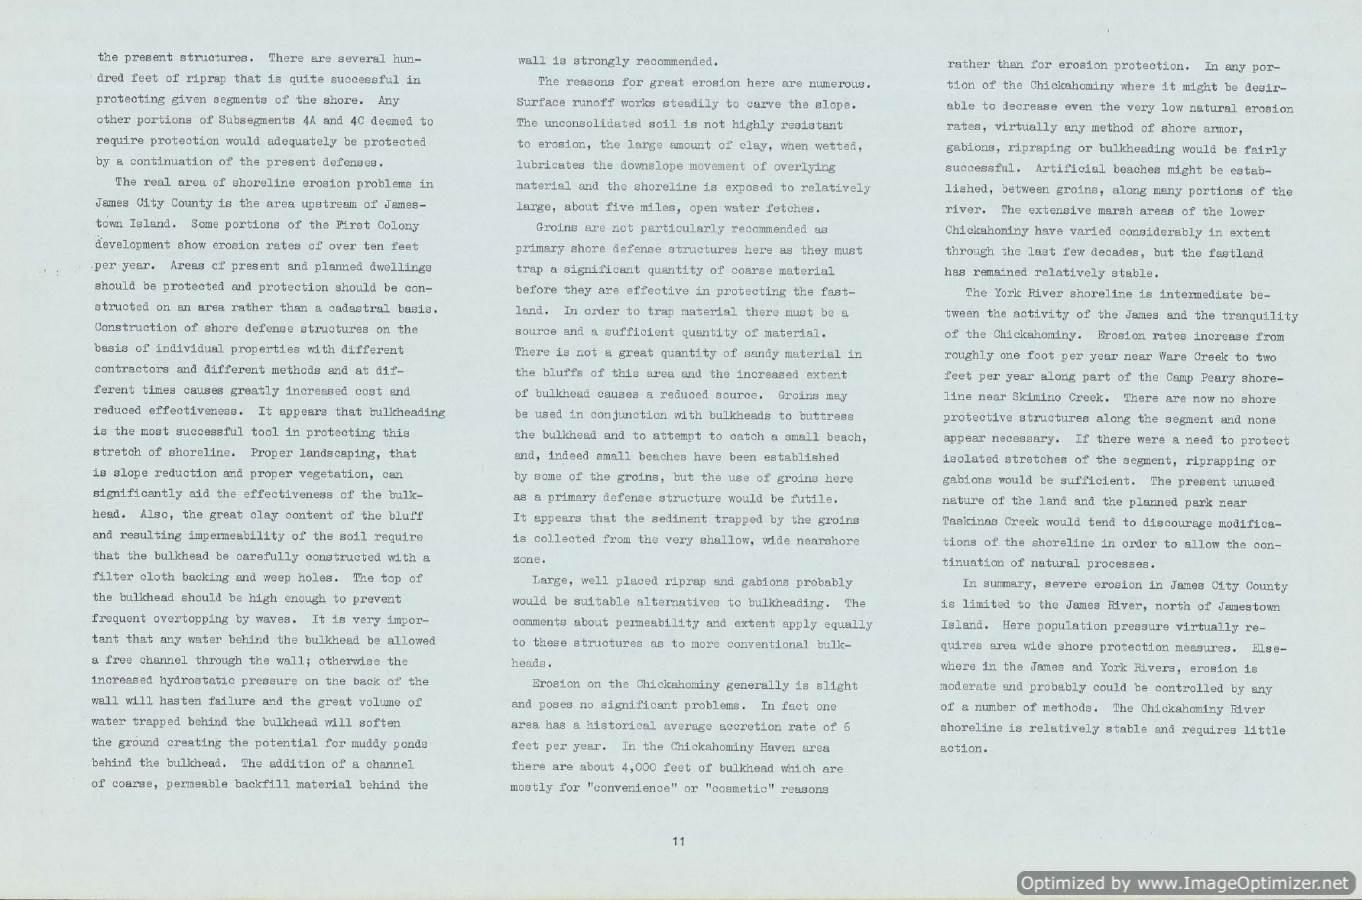 the present structures. There are several hun-
dred feet of riprap that is quite successful in
protecting given segments of the shore. Any
other portions of Subsegments 4A and 4C deemed to
require protection would adequately be protected
by a continuation of the present defenses.
The real area of shoreline erosion problems in
James City County is the area upstream of James-
town Island. Some portions of the First Colony
development show erosion rates of over ten feet
per year. Areas of present and planned dwellings
should be protected and protection should be con-
structed on an area rather than a cadastral basis.
Construction of shore defense structures on the
basis of individual properties with different
contractors and different methods and at dif-
ferent times causes greatly increased cost and
reduced effectiveness. It appears that bulkheading
is the most successful tool in protecting this
stretch of shoreline. Proper landscaping, that
is slope reduction and proper vegetation, can
significantly aid the effectiveness of the bulk-
head. Also, the great clay content of the bluff
and resulting impermeability of the soil require
that the bulkhead be carefully constructed with a
filter cloth backing and weep holes. The top of
the bulkhead should be high enough to prevent
frequent overtopping by waves. It is very impor-
tant that any water behind the bulkhead be allowed
a free channel through the wall; otherwise the
increased hydrostatic pressure on the back of the
wall will hasten failure and the great volume of
water trapped behind the bulkhead will soften
the ground creating the potential for muddy ponds
behind the bulkhead. The addition of a channel
of coarse, permeable backfill material behind the
wall is strongly recommended.
The reasons for great erosion here are numerous.
Surface runoff works steadily to carve the slope.
The unconsolidated soil is not highly resistant
to erosion, the large amount of clay, when wetted,
lubricates the downslope movement of overlying
material and the shoreline is exposed to relatively
large, about five miles, open water fetches.
Groins are not particularly recommended as
primary shore defense structures here as they must
trap a significant quantity of coarse material
before they are effective in protecting the fast-
land. In order to trap material there must be a
source and a sufficient quantity of material.
There is not a great quantity of sandy material in
the bluffs of this area and the increased extent
of bulkhead causes a reduced source. Groins may
be used in conjunction with bulkheads to buttress
the bulkhead and to attempt to catch a small beach,
and, indeed small beaches have been established
by some of the groins, but the use of groins here
as a primary defense structure would be futile.
It appears that the sediment trapped by the groins
is collected from the very shallow, wide nearshore
zone.
Large, well placed riprap and gabions probably
would be suitable alternatives to bulkheading. The
comments about permeability and extent apply equally
to these structures as to more conventional bulk-
heads.
Erosion on the Chickahominy generally is slight
and poses no significant problems. In fact one
area has a historical average accretion rate of 6
feet per year. In the Chickahominy Haven area
there are about 4,000 feet of bulkhead which are
mostly for "convenience" or "cosmetic" reasons
rather than for erosion protection. In any por-
tion of the Chickahominy where it might be desir-
able to decrease even the very low natural erosion
rates, virtually any method of shore armor,
gabions, ripraping or bulkheading would be fairly
successful. Artificial beaches might be estab-
lished, between groins, along many portions of the
river. The extensive marsh areas of the lower
Chickahominy have varied considerably in extent
through the last few decades, but the fastland
has remained relatively stable.
The York River shoreline is intermediate be-
tween the activity of the James and the tranquility
of the Chickahominy. Erosion rates increase from
roughly one foot per year near Ware Creek to two
feet per year along part of the Camp Peary shore-
line near Skimino Creek. There are now no shore
protective structures along the segment and none
appear necessary. If there were a need to protect
isolated stretches of the segment, riprapping or
gabions would be sufficient. The present unused
nature of the land and the planned park near
Taskinas Creek would tend to discourage modifica-
tions of the shoreline in order to allow the con-
tinuation of natural processes.
In summary, severe erosion in James City County
is limited to the James River, north of Jamestown
Island. Here population pressure virtually re-
quires area wide shore protection measures. Else-
where in the James and York Rivers, erosion is
moderate and probably could be controlled by any
of a number of methods. The Chickahominy River
shoreline is relatively stable and requires little
action.
11
Optimized by www.ImageOptimizer.net